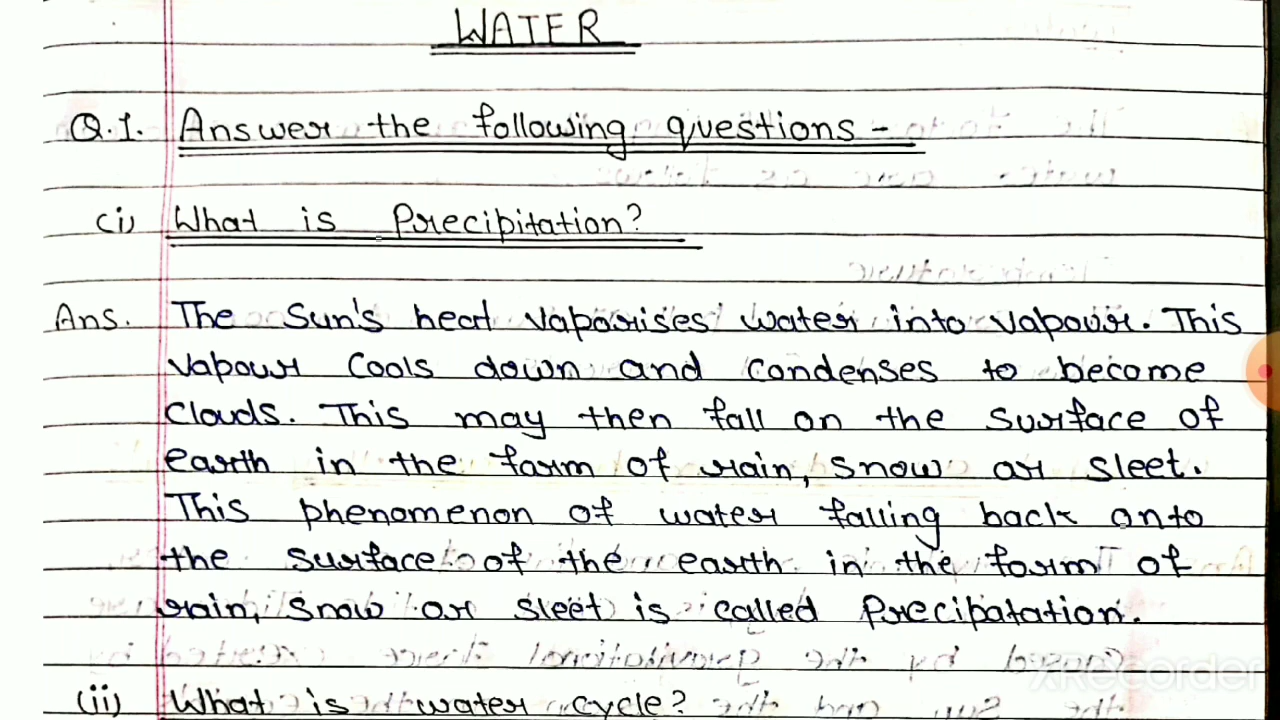 WATER
Q.1. Answer the following questions -
(i) What is Precipitation?
Ans. The Sun's heat vaporises water into vapour. This
vapour cools down and condenses to become
clouds. This may then fall on the surface of
earth in the form of rain, snow or sleet.
This phenomenon of water falling back onto
the surface of the earth in the form of
rain, snow or sleet is called Precipatation.
(ii) What is water cycle?
XRecorder